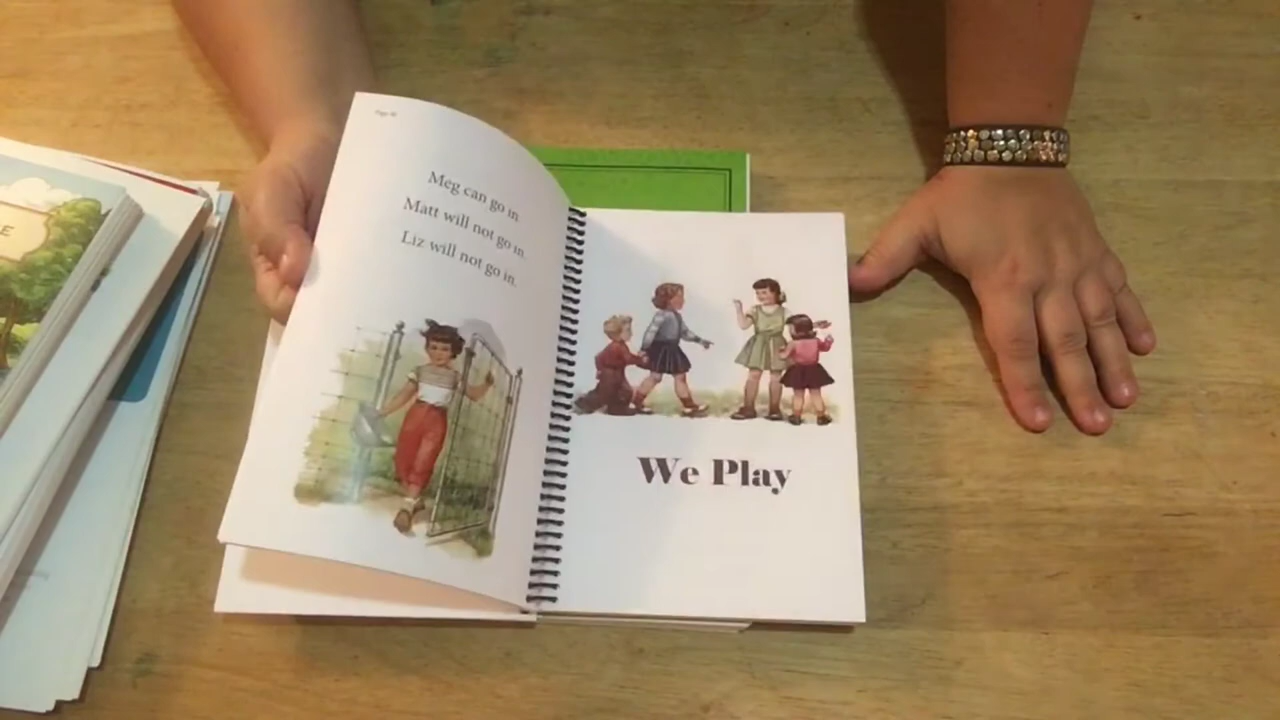 Meg can go in.
Matt will not go in.
Liz will not go in.
We Play